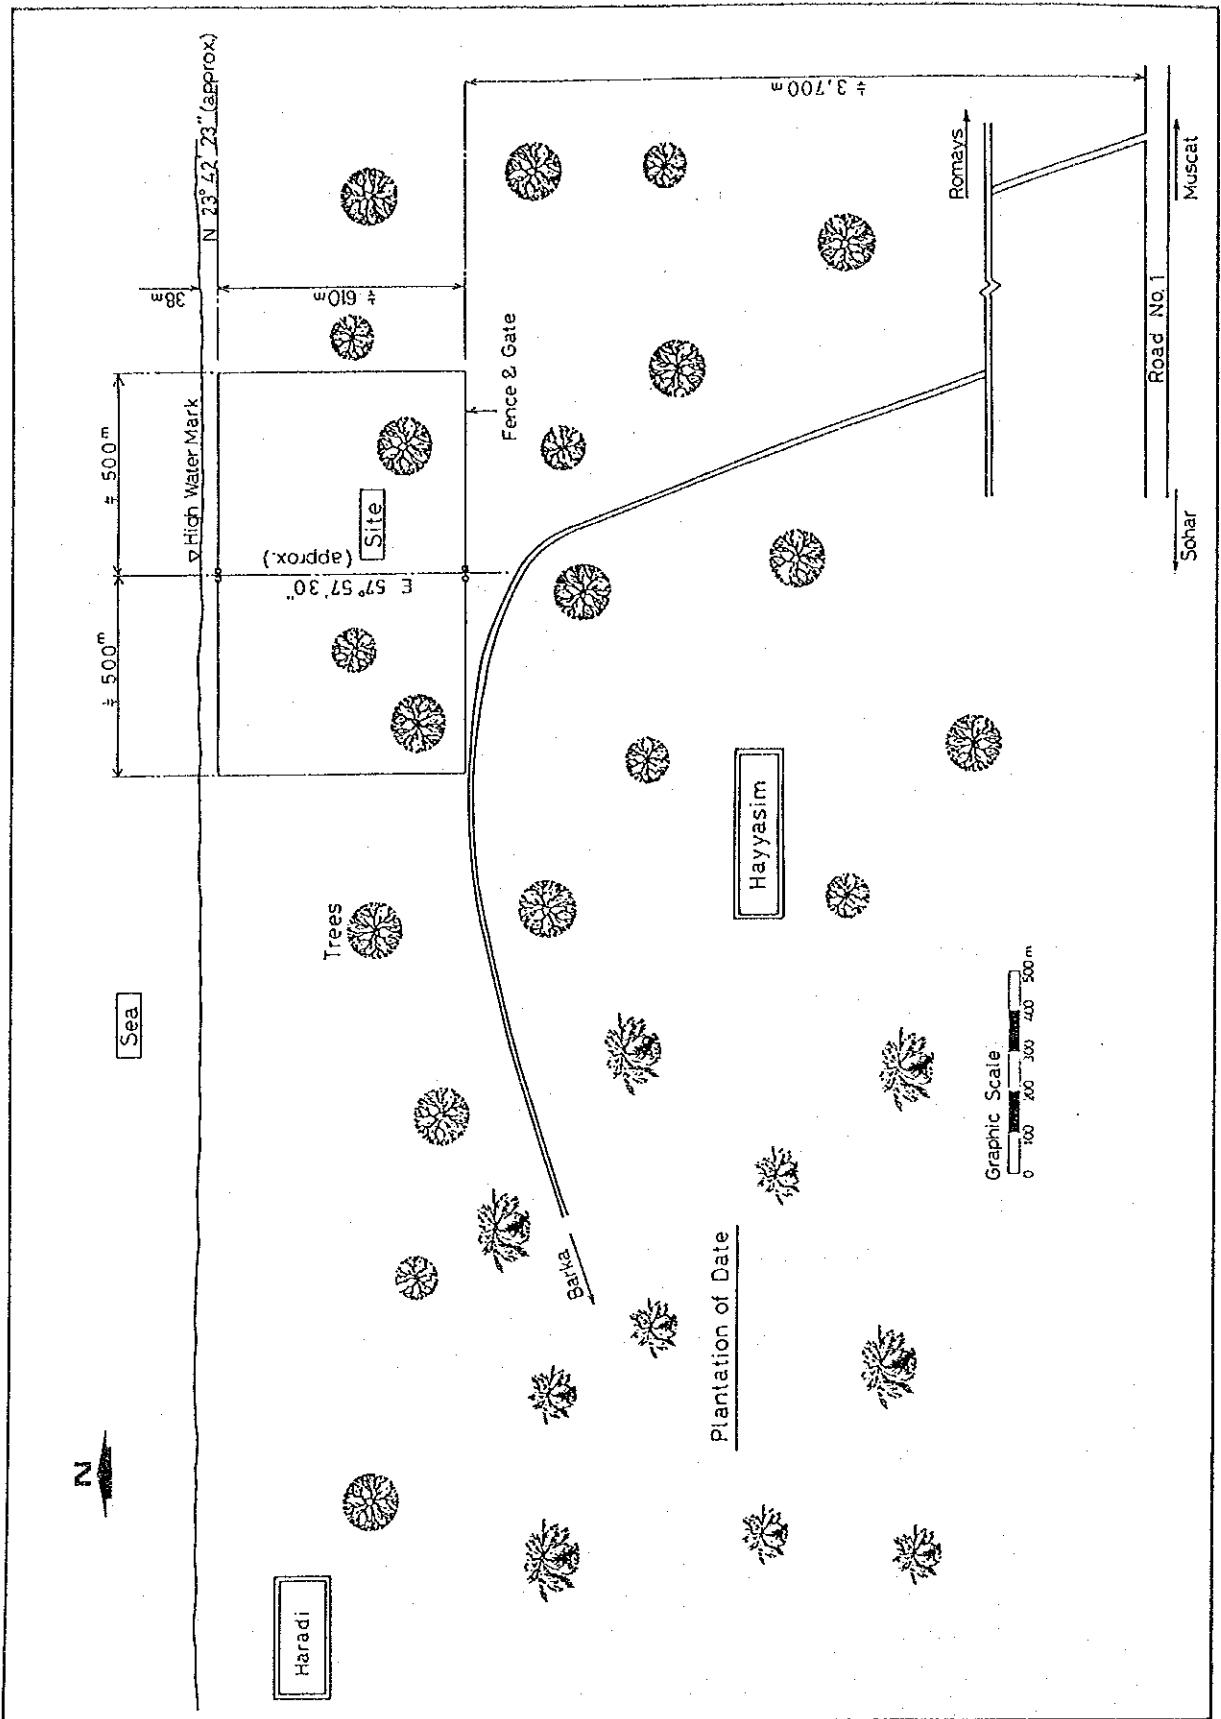 N
Sea
Haradi
Trees
Barka
Plantation of Date
Hayyasim
≒ 500m
≒ 500m
High Water Mark
38m
N 23° 42' 23" (approx.)
≒ 610m
E 57° 57' 30"
(approx.)
Site
Fence & Gate
≒ 3,700m
Romays
Road No. 1
Sohar
Muscat
Graphic Scale
0 100 200 300 400 500 m